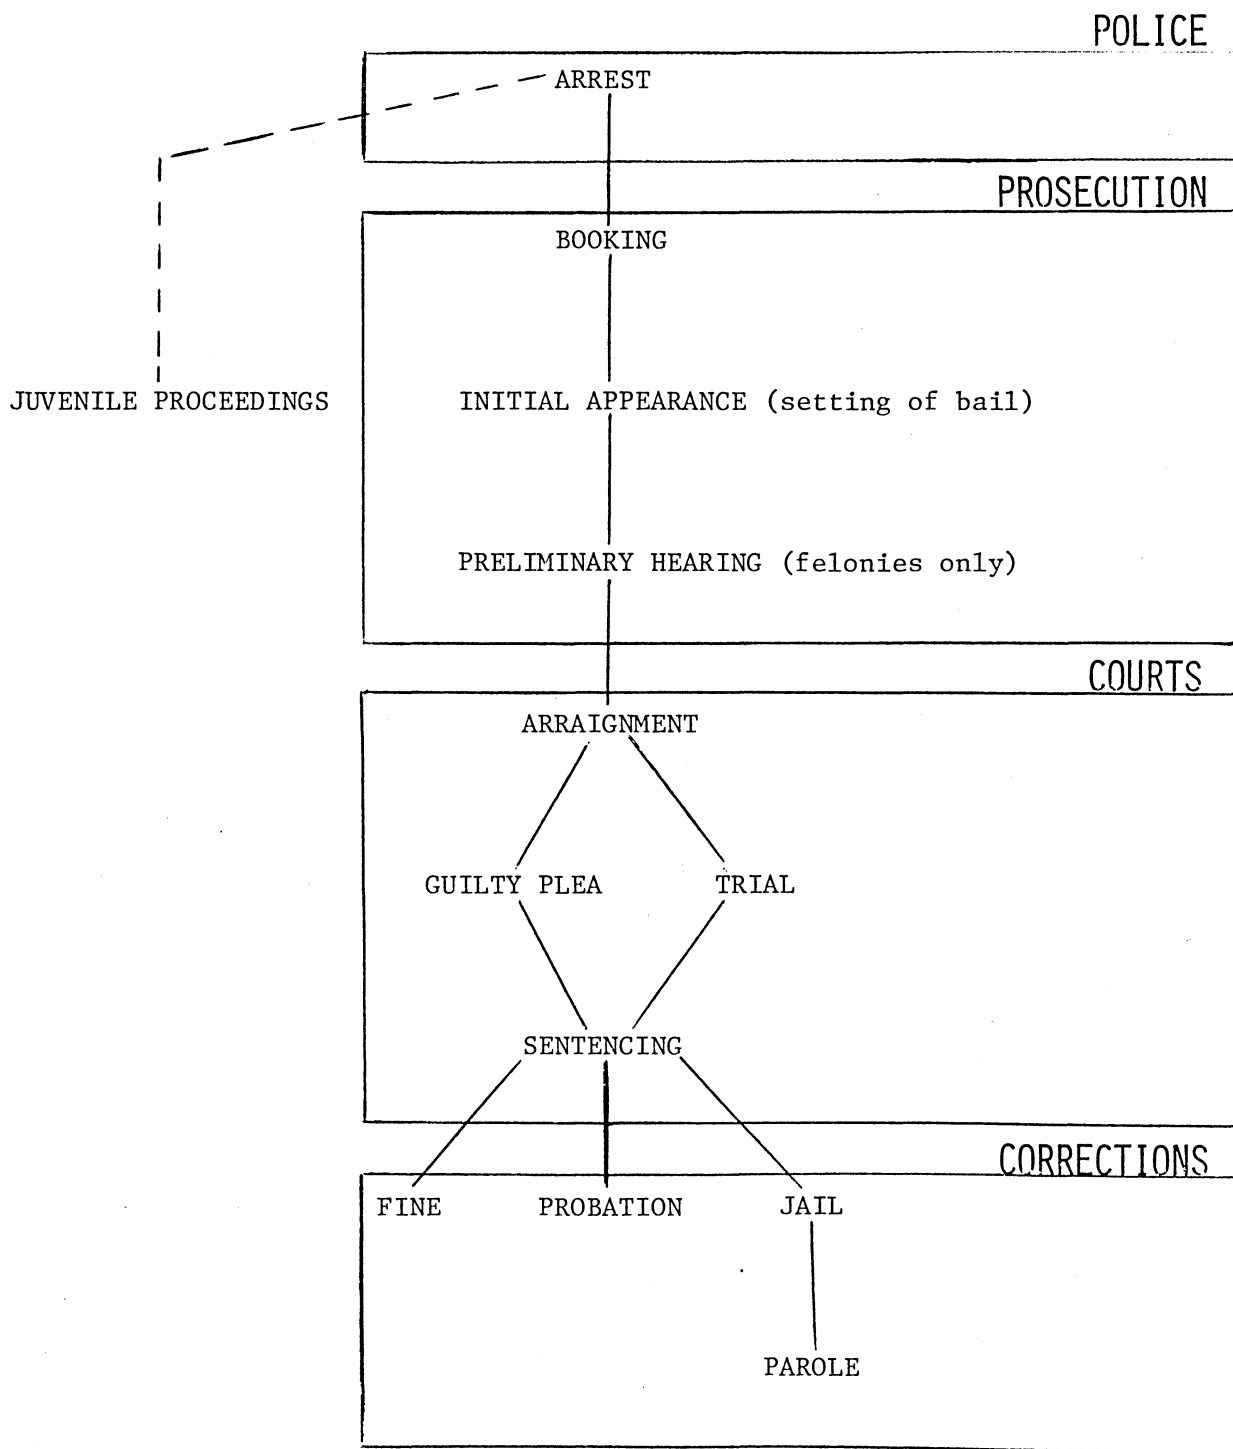 POLICE
ARREST
PROSECUTION
BOOKING
JUVENILE PROCEEDINGS
INITIAL APPEARANCE (setting of bail)
PRELIMINARY HEARING (felonies only)
COURTS
ARRAIGNMENT
GUILTY PLEA
TRIAL
SENTENCING
CORRECTIONS
FINE
PROBATION
JAIL
PAROLE